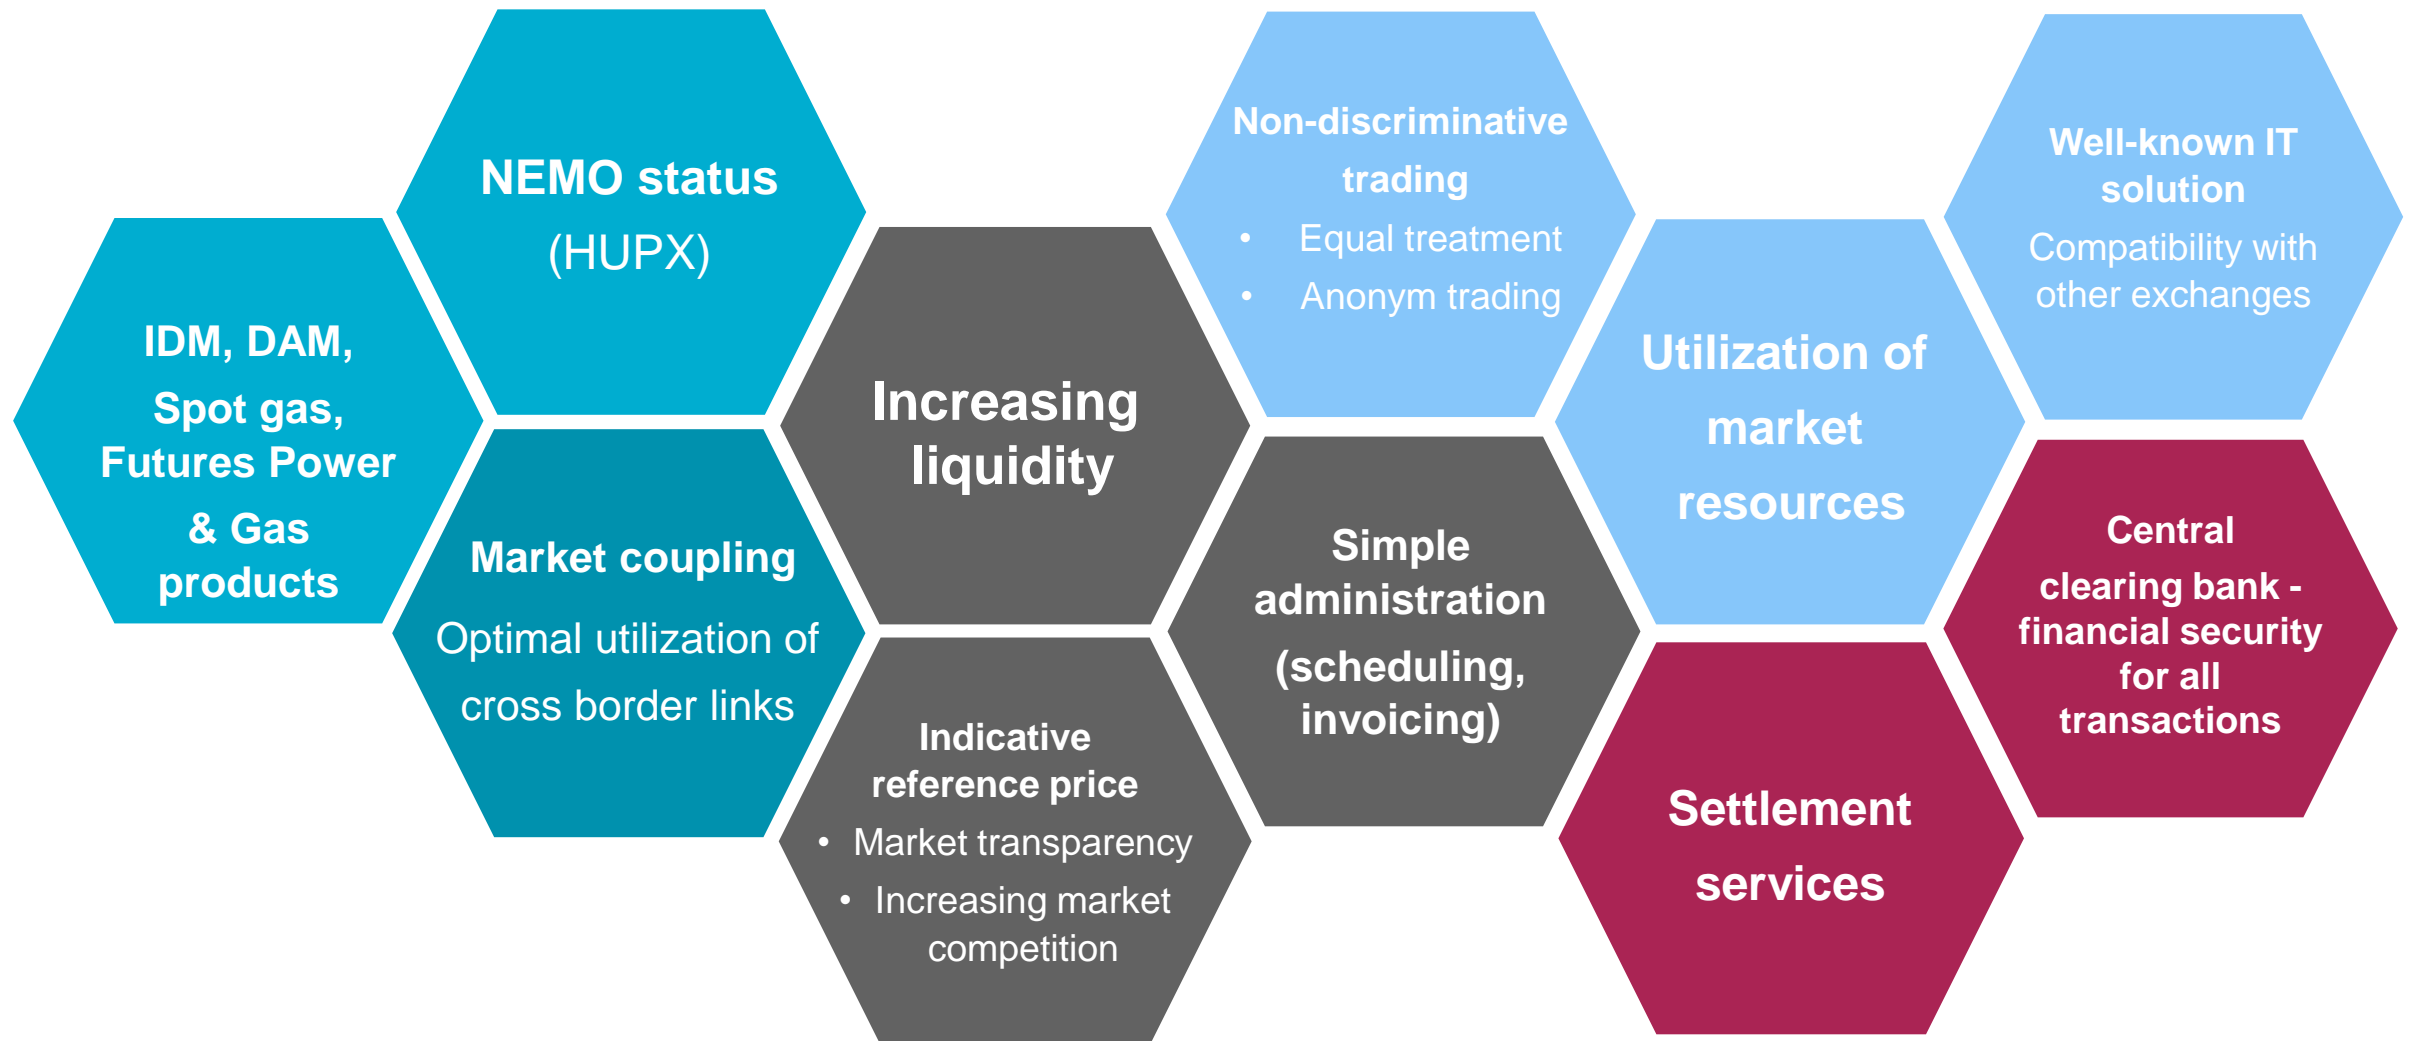 IDM, DAM,
Spot gas,
Futures Power
& Gas
products
NEMO status
(HUPX)
Market coupling
Optimal utilization of
cross border links
Increasing
liquidity
Indicative
reference price
• Market transparency
• Increasing market
competition
Non-discriminative
trading
• Equal treatment
• Anonym trading
Simple
administration
(scheduling,
invoicing)
Utilization of
market
resources
Settlement
services
Well-known IT
solution
Compatibility with
other exchanges
Central
clearing bank -
financial security
for all
transactions